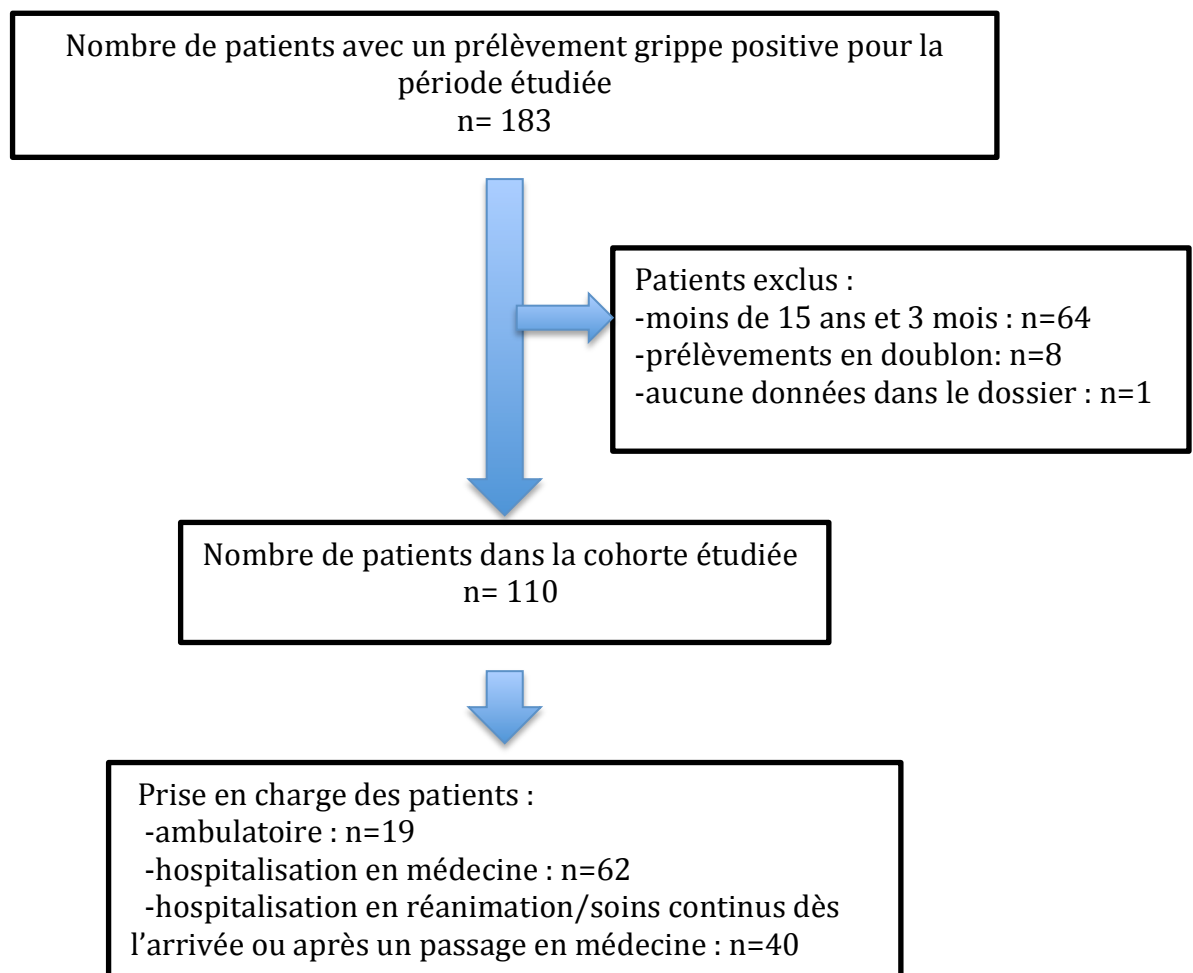 Nombre de patients avec un prélèvement grippe positive pour la
période étudiée
n= 183
Patients exclus :
-moins de 15 ans et 3 mois : n=64
-prélèvements en doublon: n=8
-aucune données dans le dossier : n=1
Nombre de patients dans la cohorte étudiée
n= 110
Prise en charge des patients :
-ambulatoire : n=19
-hospitalisation en médecine : n=62
-hospitalisation en réanimation/soins continus dès
l’arrivée ou après un passage en médecine : n=40